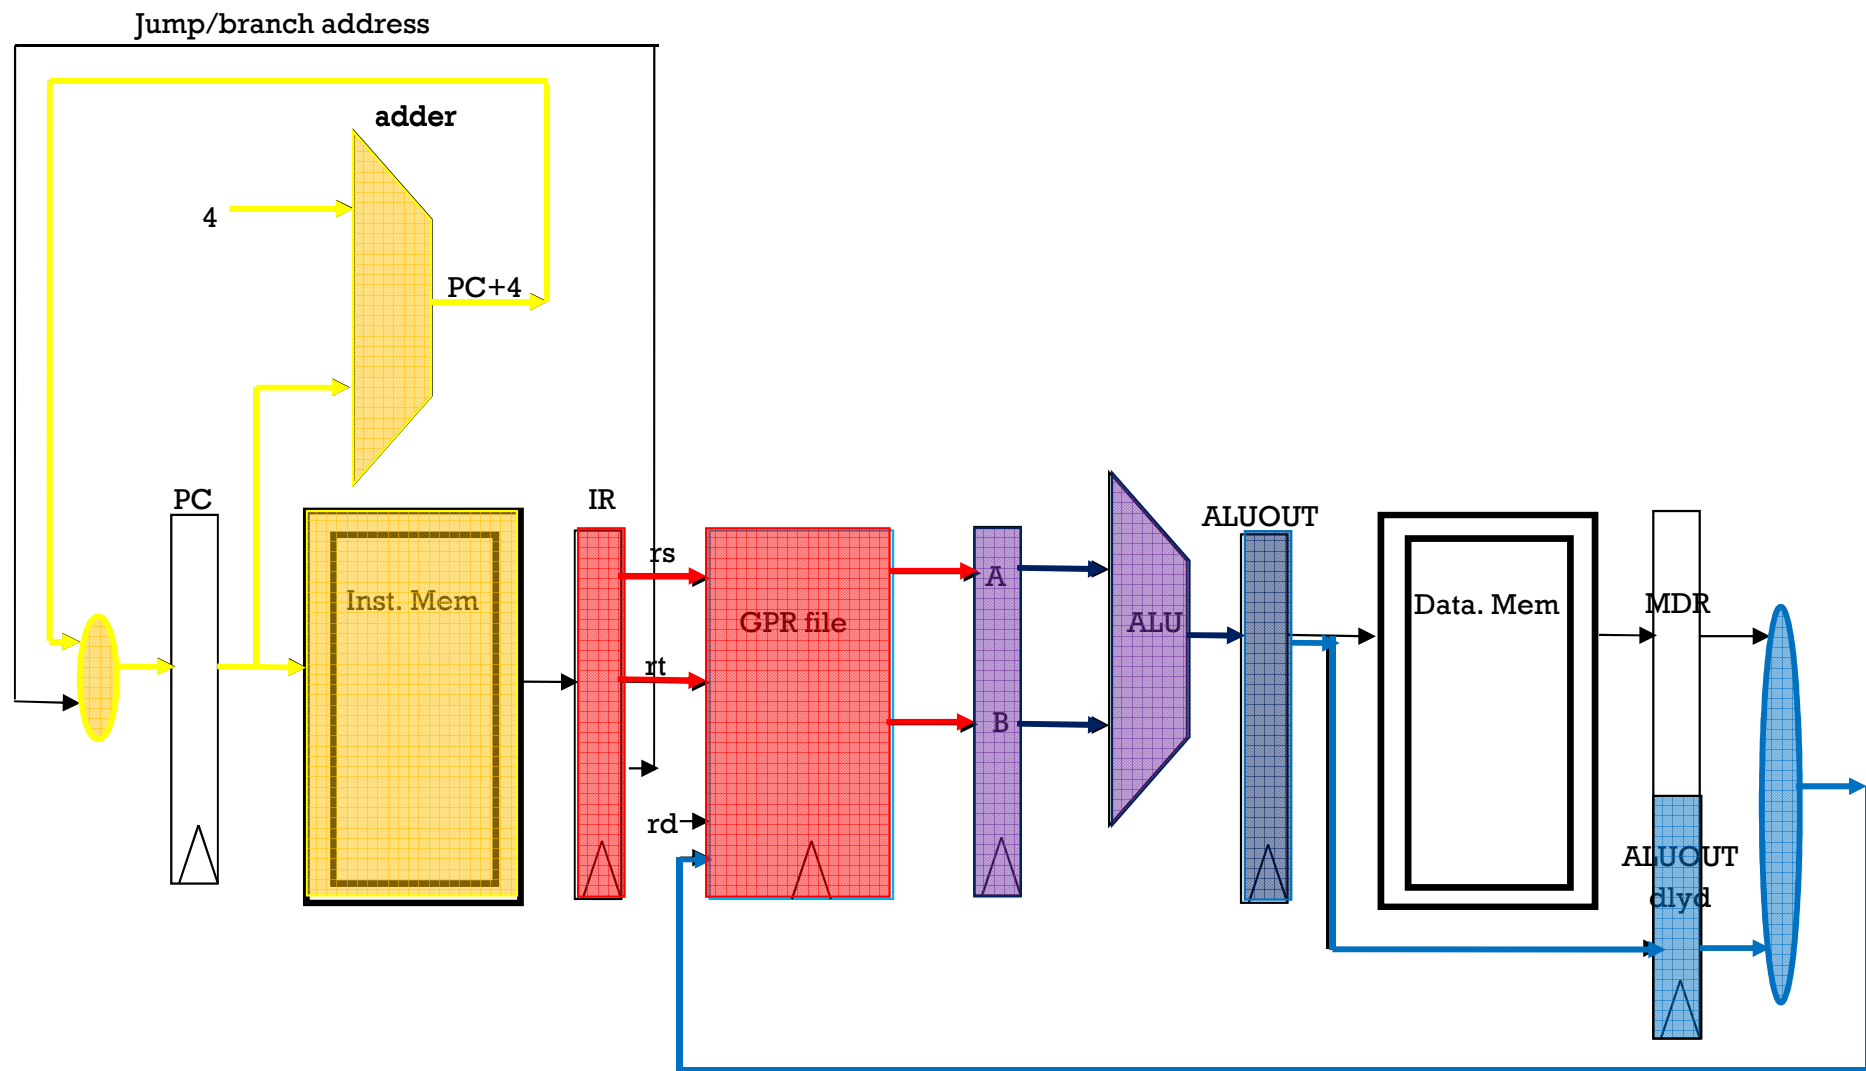 Jump/branch address
adder
4
PC+4
PC
IR
ALUOUT
rs
Inst. Mem
GPR file
A
ALU
Data. Mem
MDR
rt
B
rd
ALUOUT
dlyd